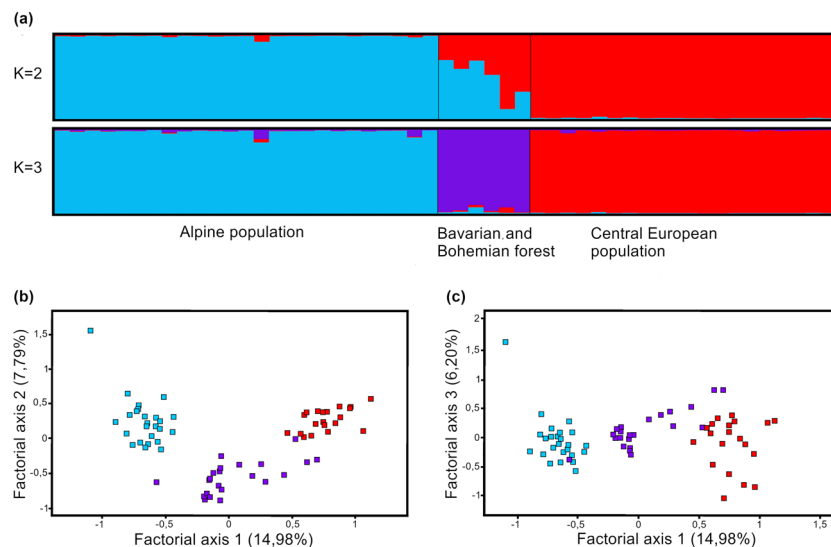 (a)
K=2
K=3
Alpine population
Bavarian and
Bohemian forest
Central European
population
(b)
Factorial axis 2 (7,79%)
1,5
1
0,5
0
-0,5
-1
-1
-0,5
0
0,5
1
Factorial axis 1 (14,98%)
(c)
Factorial axis 3 (6,20%)
2
1,5
1
0,5
0
-0,5
-1
-1
-0,5
0
0,5
1
1,5
Factorial axis 1 (14,98%)